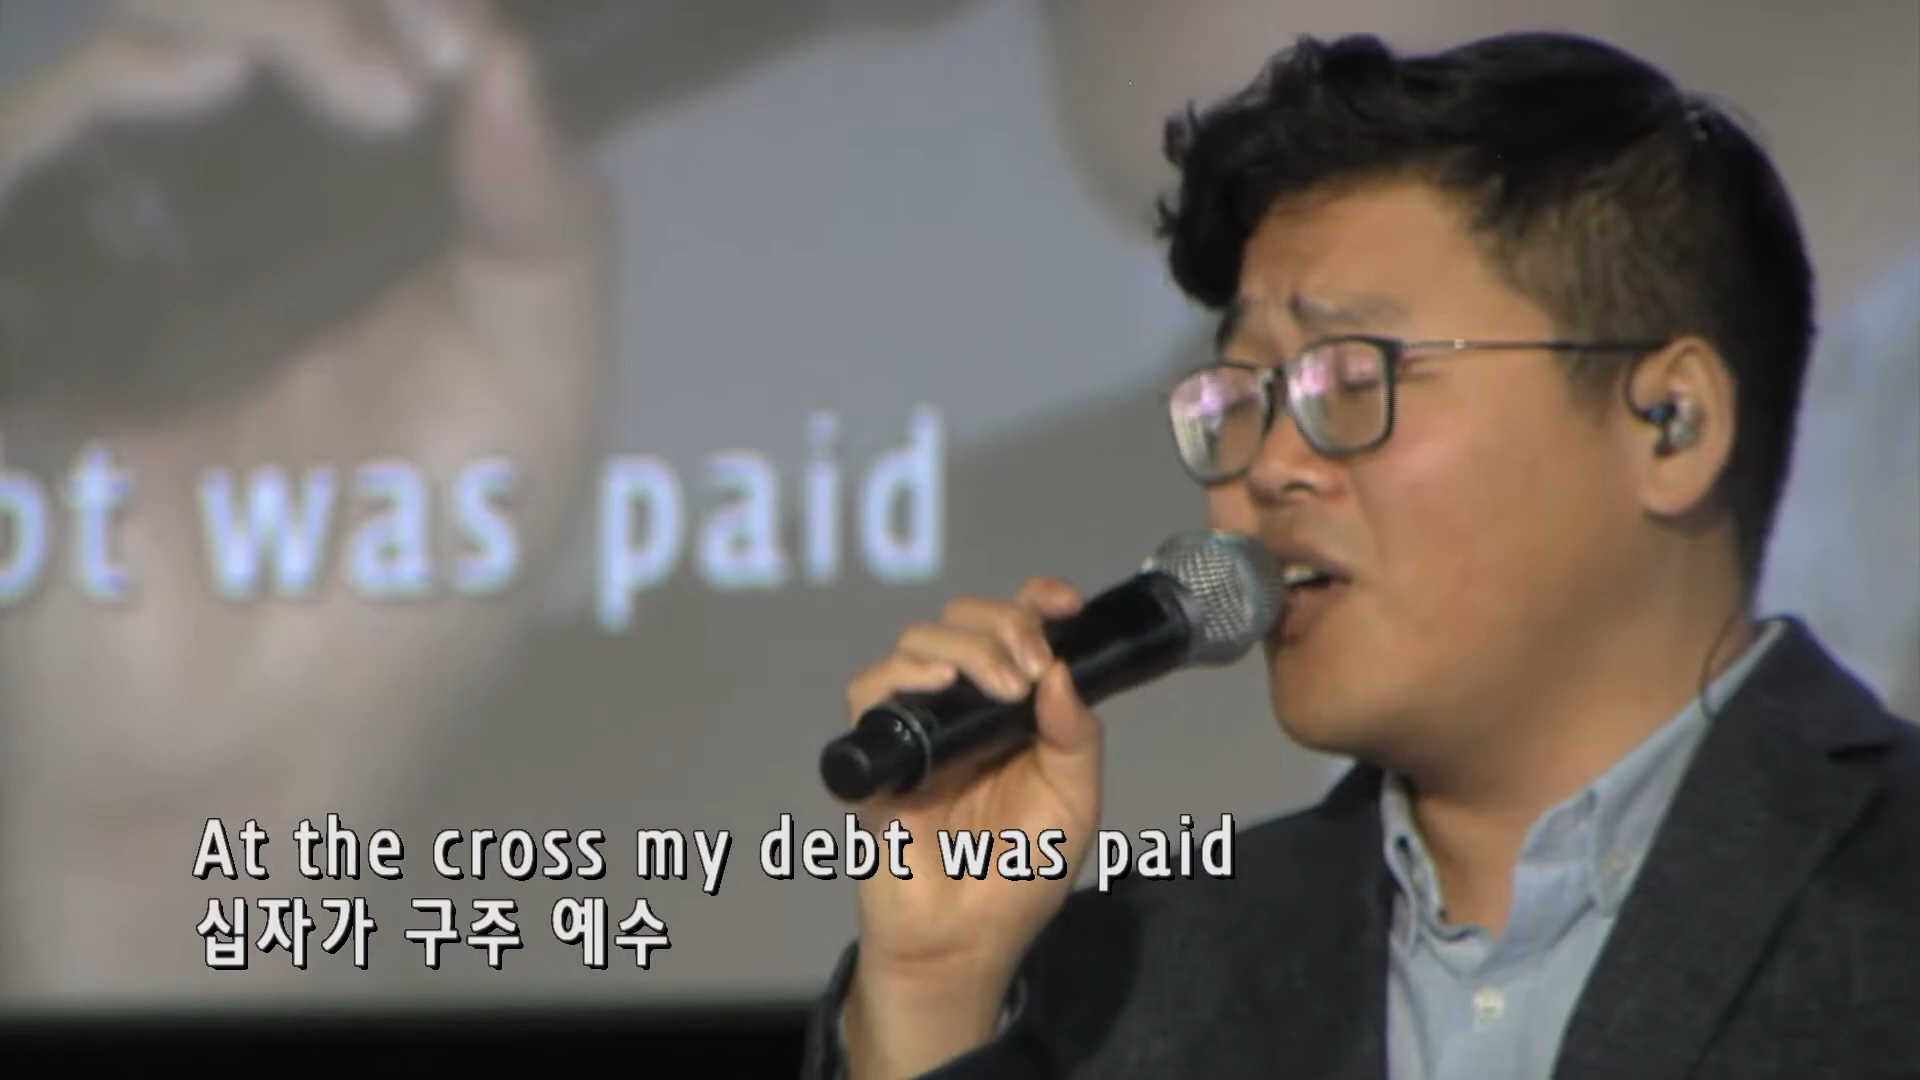 bt was paid
At the cross my debt was paid
십자가 구주 예수